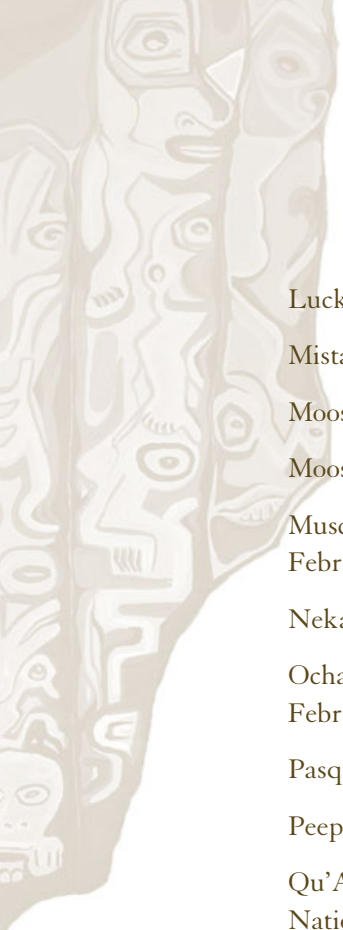 Luck
Mista
Moos
Moos
Musc
Febr
Neka
Ocha
Febr
Pasq
Peep
Qu'A
Natio